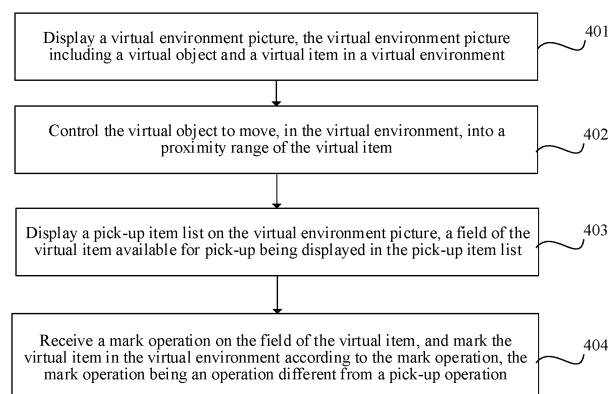 Display a virtual environment picture, the virtual environment picture
including a virtual object and a virtual item in a virtual environment
401
Control the virtual object to move, in the virtual environment, into a
proximity range of the virtual item
402
Display a pick-up item list on the virtual environment picture, a field of the
virtual item available for pick-up being displayed in the pick-up item list
403
Receive a mark operation on the field of the virtual item, and mark the
virtual item in the virtual environment according to the mark operation, the
mark operation being an operation different from a pick-up operation
404